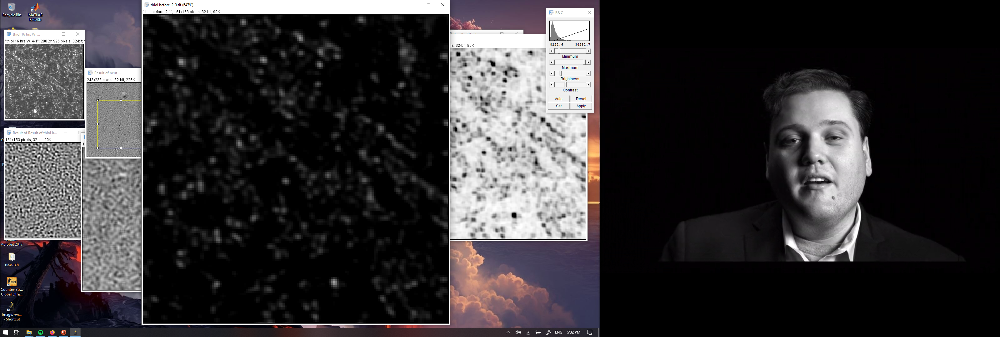 Recycle Bin
MATLAB
R2020b
thiol 16 hrs W ...
"thiol 16 hrs W 4-1"; 2003x1926 pixels; 32-bit;
Result of neut ...
243x238 pixels; 32-bit; 226K
Result of Result of thiol b...
151x153 pixels; 32-bit; 90K
thiol before 2-3.tif (647%)
"thiol before 2-1"; 151x153 pixels; 32-bit; 90K
Result of thiol
ls; 32-bit; 90K
B&C
8222.6 34282.7
Minimum
Maximum
Brightness
Contrast
Auto Reset
Set Apply
Adobe
Acrobat 2017
research
GO
Counter-Str...
Global Offe...
ImageJ-wi...
- Shortcut
ENG 5:32 PM